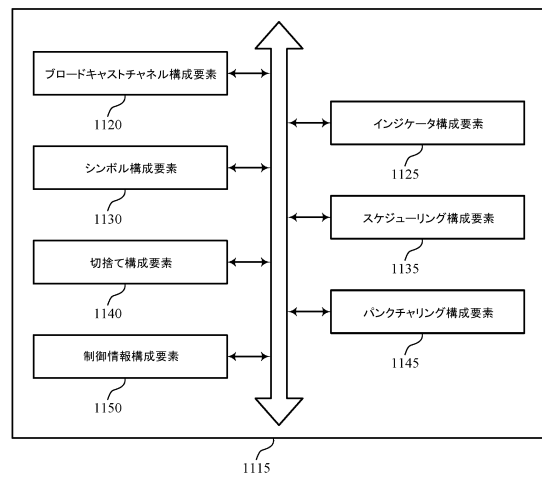 ブロードキャストチャネル構成要素
1120
インジケータ構成要素
1125
シンボル構成要素
1130
スケジューリング構成要素
1135
切捨て構成要素
1140
パンクチャリング構成要素
1145
制御情報構成要素
1150
1115